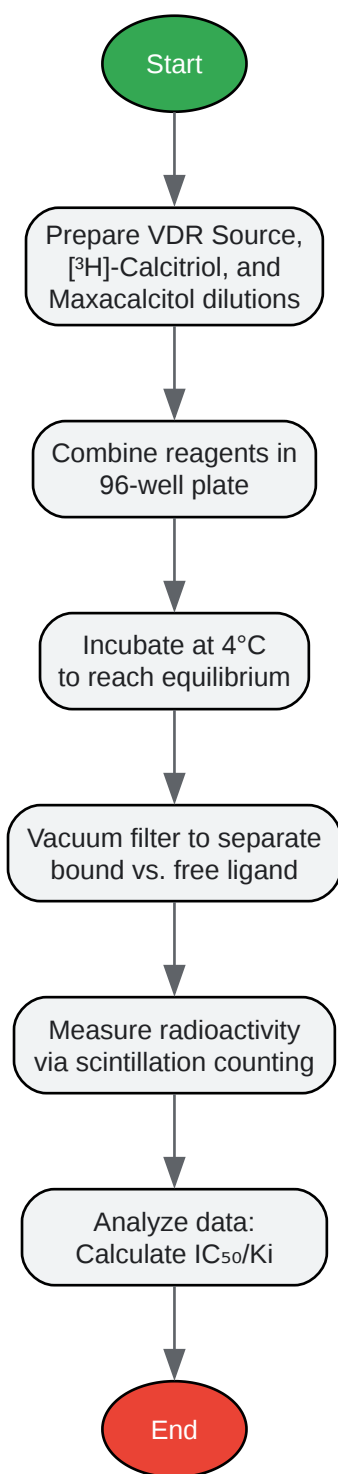 Start
Prepare VDR Source,
[³H]-Calcitriol, and
Maxacalcitol dilutions
Combine reagents in
96-well plate
Incubate at 4°C
to reach equilibrium
Vacuum filter to separate
bound vs. free ligand
Measure radioactivity
via scintillation counting
Analyze data:
Calculate IC₅₀/Ki
End